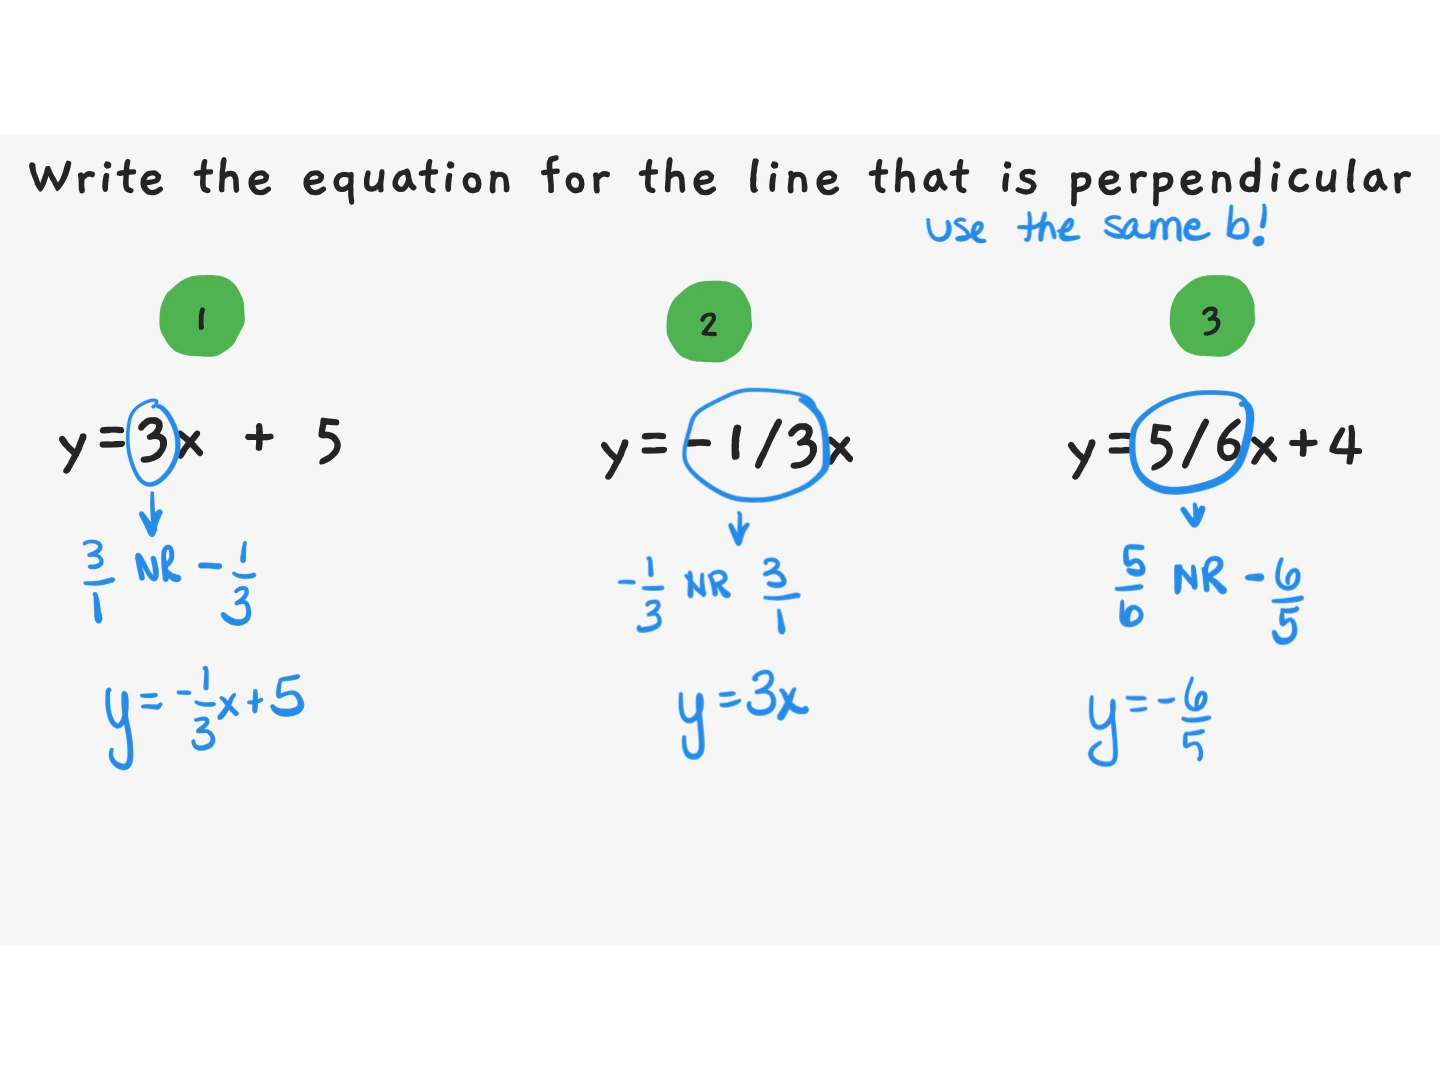 Write the equation for the line that is perpendicular
use the same b!
1
y=3x + 5
3/1 NR -1/3
y=-1/3x+5
2
y=-1/3x
-1/3 NR 3/1
y=3x
3
y=5/6x+4
5/6 NR -6/5
y=-6/5